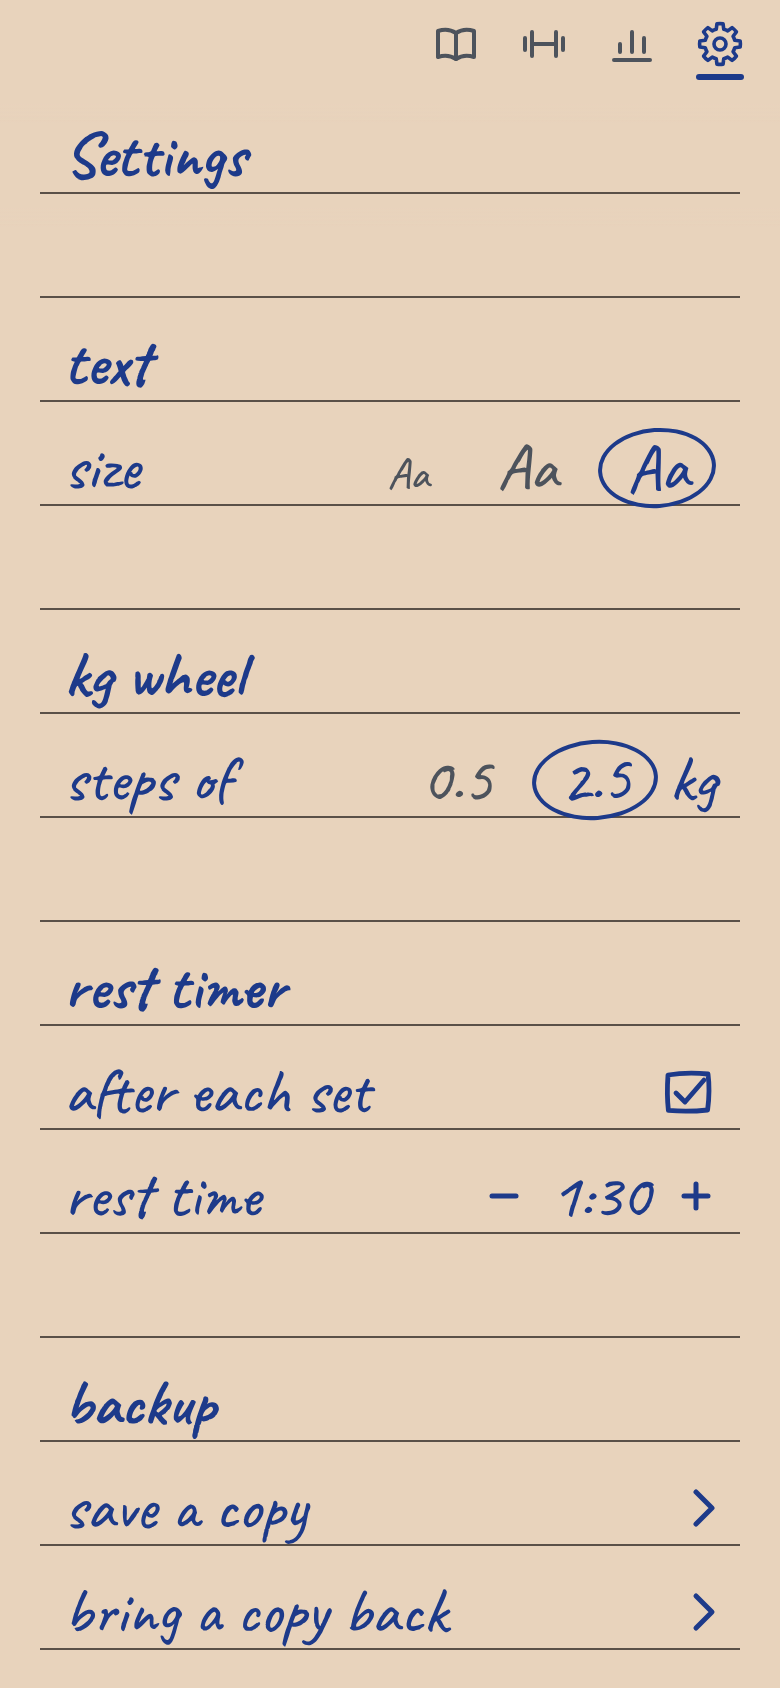 Settings
text
size Aa Aa Aa
kg wheel
steps of 0.5 2.5 kg
rest timer
after each set
rest time − 1:30 +
backup
save a copy
bring a copy back